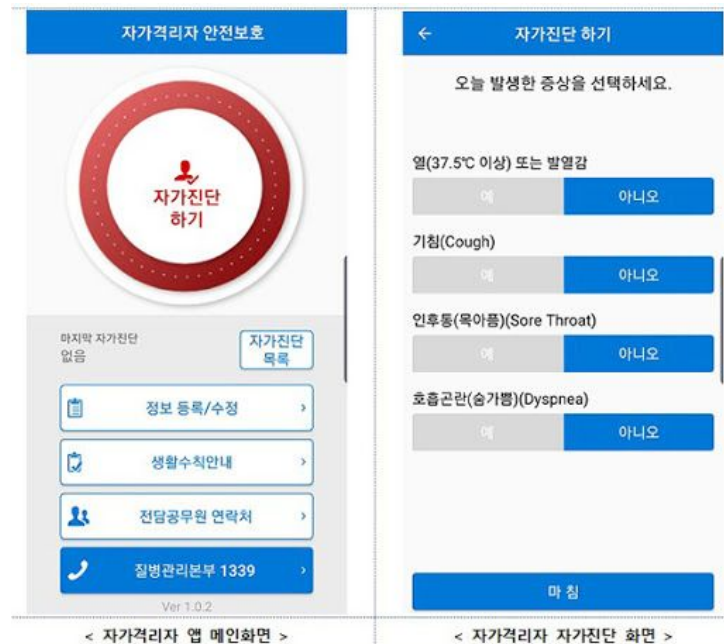 자가격리자 안전보호
자가진단
하기
마지막 자가진단
없음
자가진단
목록
정보 등록/수정
생활수칙안내
전담공무원 연락처
질병관리본부 1339
Ver 1.0.2
< 자가격리자 앱 메인화면 >
자가진단 하기
오늘 발생한 증상을 선택하세요.
열(37.5℃ 이상) 또는 발열감
예 아니오
기침(Cough)
예 아니오
인후통(목아픔)(Sore Throat)
예 아니오
호흡곤란(숨가쁨)(Dyspnea)
예 아니오
마 침
< 자가격리자 자가진단 화면 >